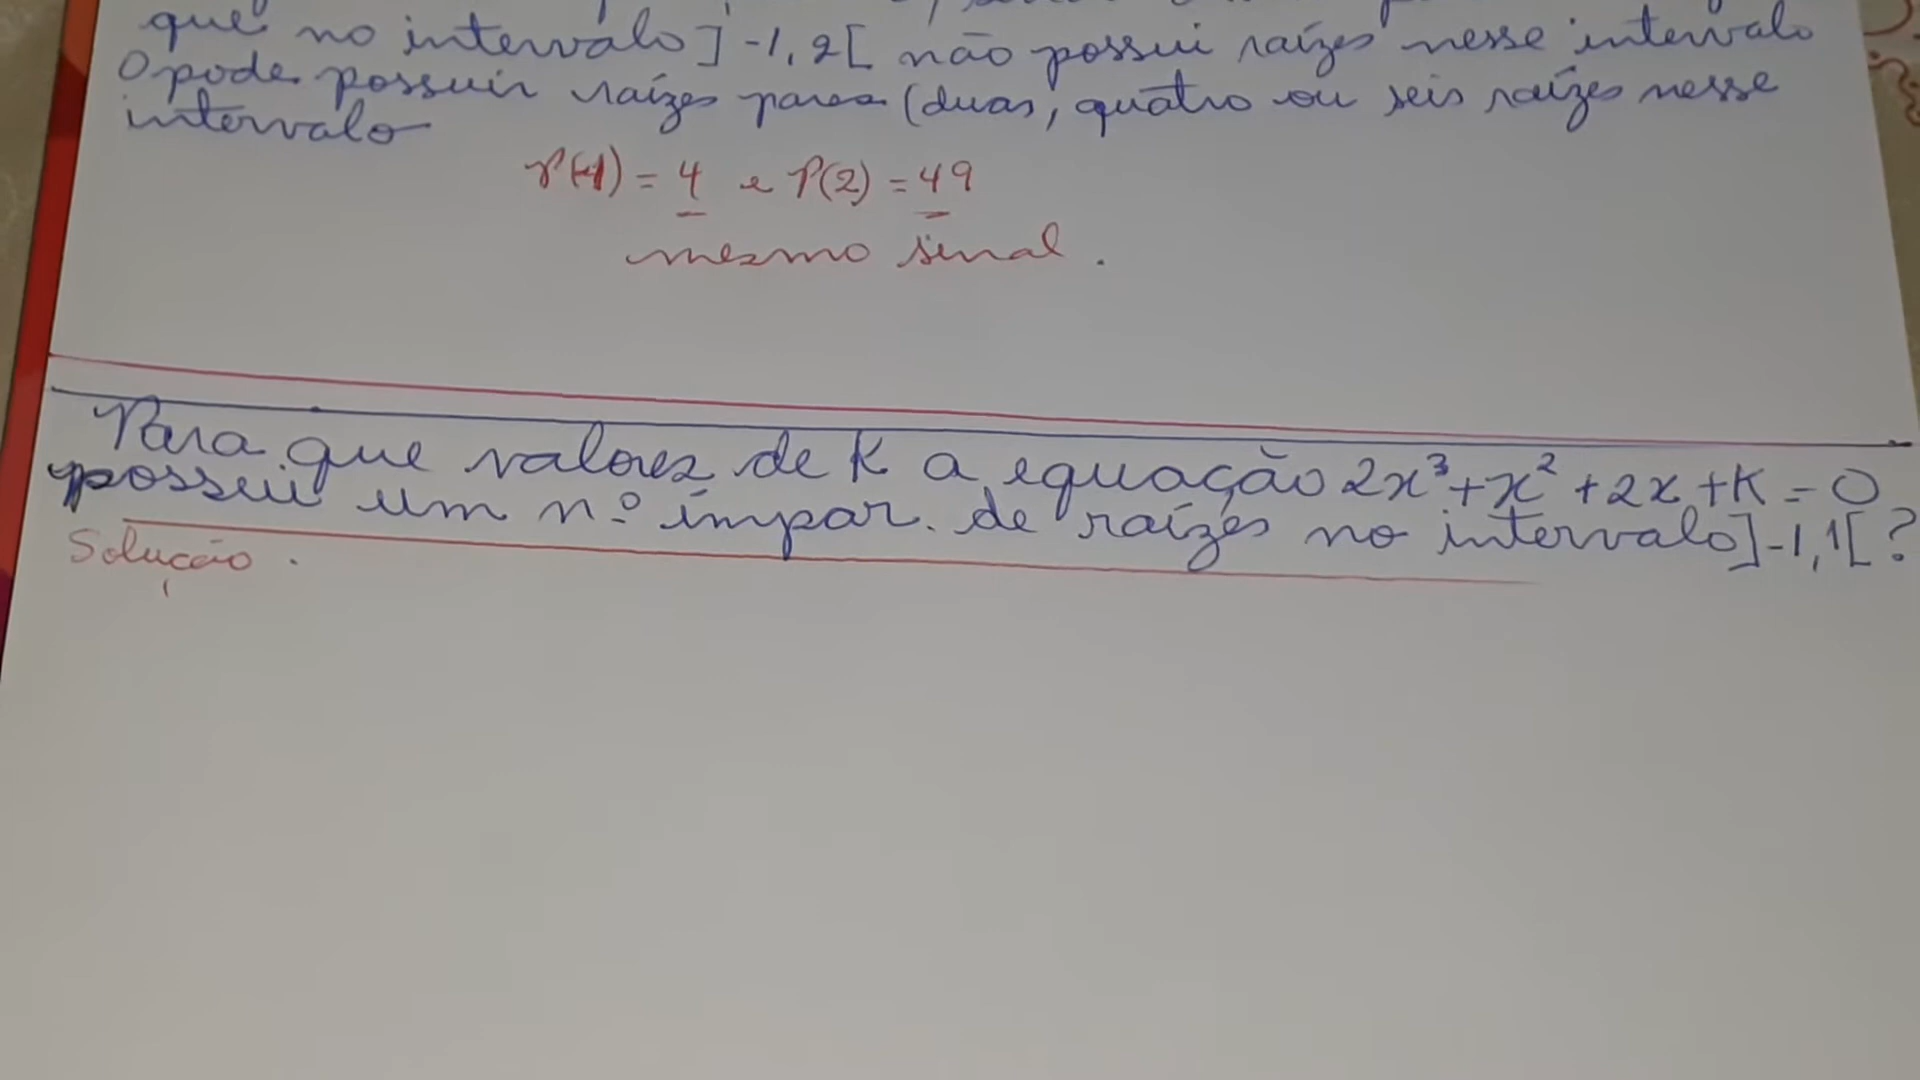 que no intervalo ]-1,2[ não possui raízes nesse intervalo
O pode possuir raízes pares (duas, quatro ou seis raízes nesse
intervalo
P(-1) = 4 e P(2) = 49
mesmo sinal.
Para que valores de K a equação 2x³+x²+2x+K=0
possui um nº ímpar. de raízes no intervalo ]-1,1[ ?
Solução.